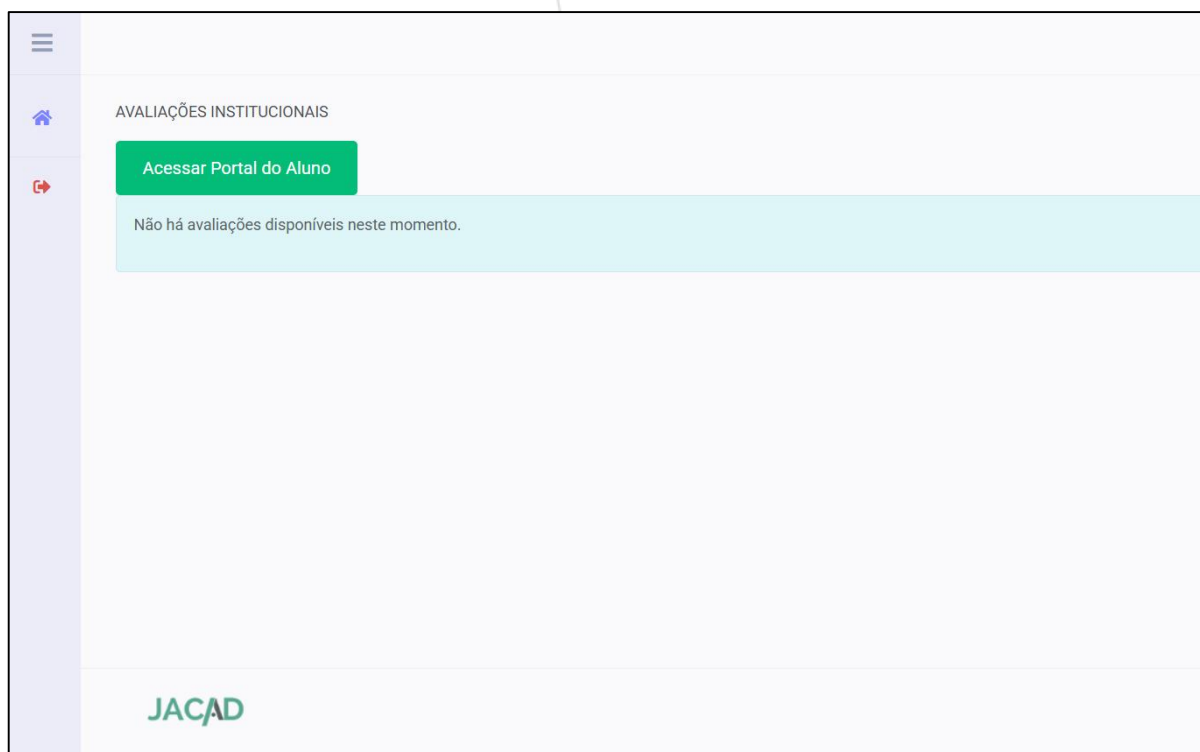 AVALIAÇÕES INSTITUCIONAIS
Acessar Portal do Aluno
Não há avaliações disponíveis neste momento.
JACAD